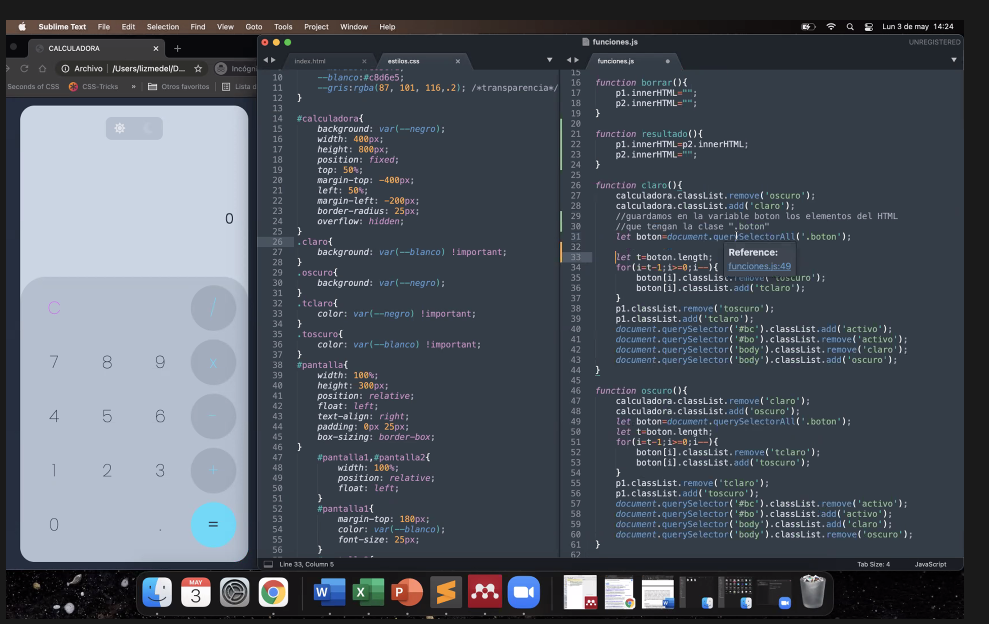 Sublime Text File Edit Selection Find View Goto Tools Project Window Help Lun 3 de may 14:24
CALCULADORA
Archivo /Users/lizmedel/D...
Seconds of CSS CSS-Tricks » Otros favoritos
0
C /
7 8 9 x
4 5 6 -
1 2 3 +
0 . =
funciones.js
UNREGISTERED
index.html estilos.css
10 --blanco:#c8d6e5;
11 --gris:rgba(87, 101, 116,.2); /*transparencia*/
12 }
13
14 #calculadora{
15 background: var(--negro);
16 width: 400px;
17 height: 800px;
18 position: fixed;
19 top: 50%;
20 margin-top: -400px;
21 left: 50%;
22 margin-left: -200px;
23 border-radius: 25px;
24 overflow: hidden;
25 }
26 .claro{
27 background: var(--blanco) !important;
28 }
29 .oscuro{
30 background: var(--negro);
31 }
32 .tclaro{
33 color: var(--negro) !important;
34 }
35 .toscuro{
36 color: var(--blanco) !important;
37 }
38 #pantalla{
39 width: 100%;
40 height: 300px;
41 position: relative;
42 float: left;
43 text-align: right;
44 padding: 0px 25px;
45 box-sizing: border-box;
46 }
47 #pantalla1,#pantalla2{
48 width: 100%;
49 position: relative;
50 float: left;
51 }
52 #pantalla1{
53 margin-top: 180px;
54 color: var(--blanco);
55 font-size: 25px;
56 }
funciones.js
15
16 function borrar(){
17 p1.innerHTML="";
18 p2.innerHTML="";
19 }
20
21 function resultado(){
22 p1.innerHTML=p2.innerHTML;
23 p2.innerHTML="";
24 }
25
26 function claro(){
27 calculadora.classList.remove('oscuro');
28 calculadora.classList.add('claro');
29 //guardamos en la variable boton los elementos del HTML
30 //que tengan la clase ".boton"
31 let boton=document.querySelectorAll('.boton');
32
33 let t=boton.length;
34 for(i=t-1;i>=0;i--){
35 boton[i].classList.remove('toscuro');
36 boton[i].classList.add('tclaro');
37 }
38 p1.classList.remove('toscuro');
39 p1.classList.add('tclaro');
40 document.querySelector('#bc').classList.add('activo');
41 document.querySelector('#bo').classList.remove('activo');
42 document.querySelector('body').classList.remove('claro');
43 document.querySelector('body').classList.add('oscuro');
44 }
45
46 function oscuro(){
47 calculadora.classList.remove('claro');
48 calculadora.classList.add('oscuro');
49 let boton=document.querySelectorAll('.boton');
50 let t=boton.length;
51 for(i=t-1;i>=0;i--){
52 boton[i].classList.remove('tclaro');
53 boton[i].classList.add('toscuro');
54 }
55 p1.classList.remove('tclaro');
56 p1.classList.add('toscuro');
57 document.querySelector('#bc').classList.remove('activo');
58 document.querySelector('#bo').classList.add('activo');
59 document.querySelector('body').classList.add('claro');
60 document.querySelector('body').classList.remove('oscuro');
61 }
62
Reference:
funciones.js:49
Line 33, Column 5 Tab Size: 4 JavaScript
MAY
3
W X P